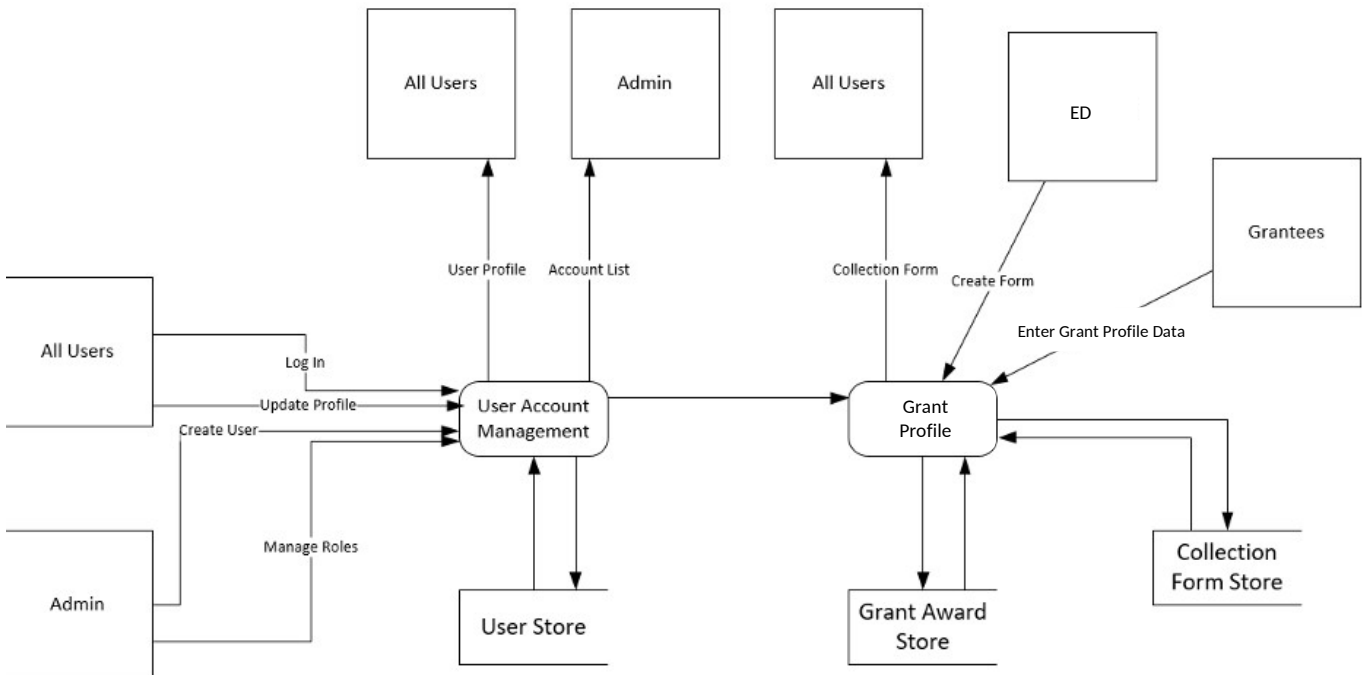 All Users
Admin
All Users
ED
Grantees
User Profile
Account List
Collection Form
Create Form
Enter Grant Profile Data
All Users
Log In
Update Profile
Create User
User Account
Management
Grant
Profile
Manage Roles
Admin
User Store
Grant Award
Store
Collection
Form Store